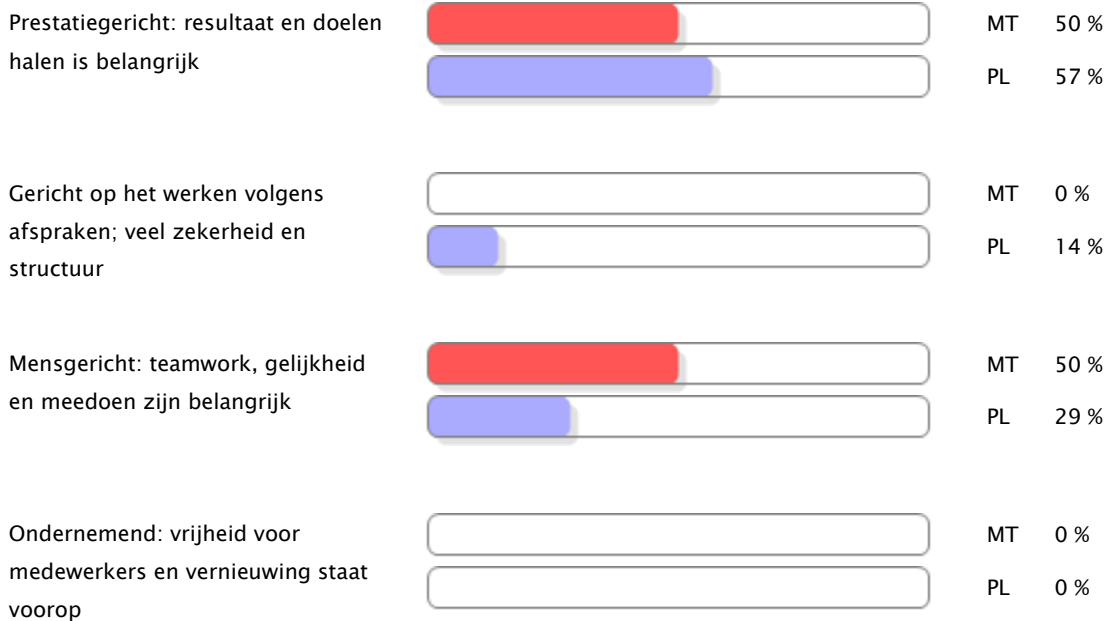 Prestatiegericht: resultaat en doelen
halen is belangrijk
MT 50 %
PL 57 %
Gericht op het werken volgens
afspraken; veel zekerheid en
structuur
MT 0 %
PL 14 %
Mensgericht: teamwork, gelijkheid
en meedoen zijn belangrijk
MT 50 %
PL 29 %
Ondernemend: vrijheid voor
medewerkers en vernieuwing staat
voorop
MT 0 %
PL 0 %